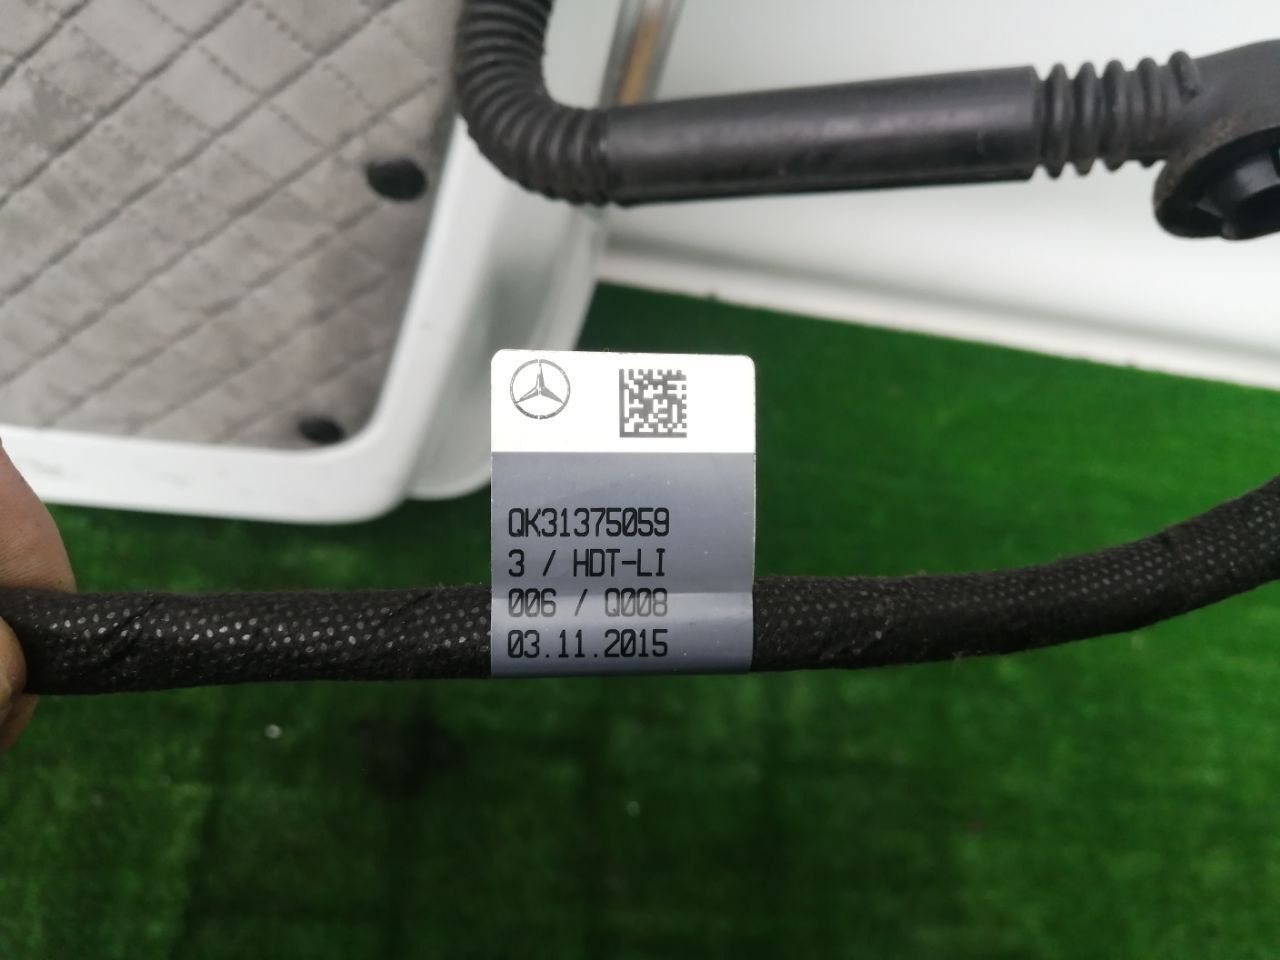 QK31375059
3 / HDT-LI
006 / Q008
03.11.2015